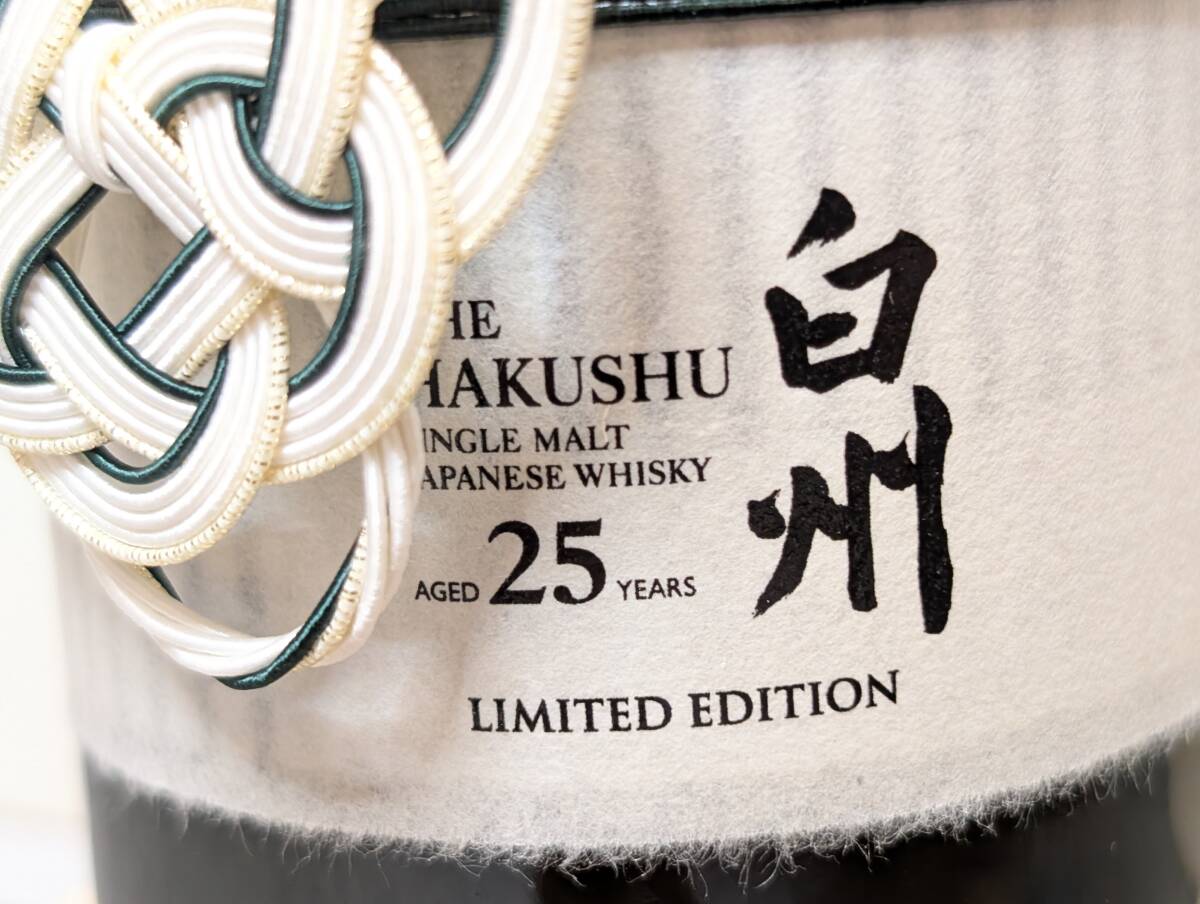 HE
HAKUSHU
INGLE MALT
APANESE WHISKY
AGED 25 YEARS
白州
LIMITED EDITION